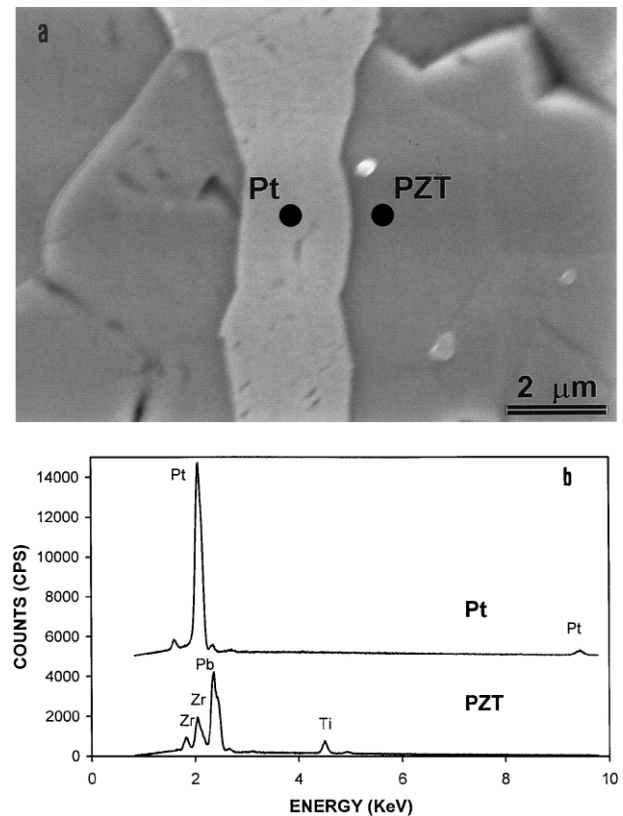 a
Pt
PZT
2 μm
b
14000
12000
10000
8000
6000
4000
2000
0
COUNTS (CPS)
Pt
Pt
Pt
Pb
Zr
Zr
Ti
PZT
0 2 4 6 8 10
ENERGY (KeV)